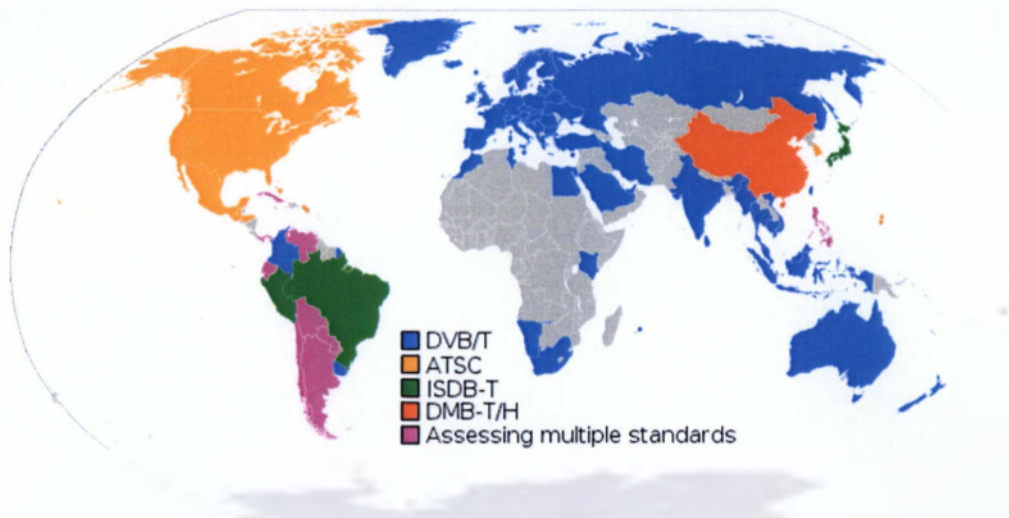 DVB/T
ATSC
ISDB-T
DMB-T/H
Assessing multiple standards